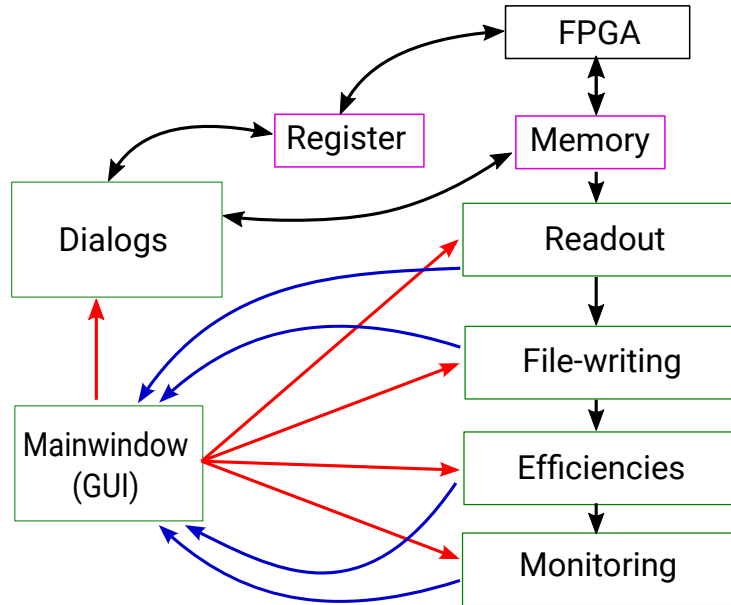 FPGA
Register
Memory
Dialogs
Readout
File-writing
Mainwindow
(GUI)
Efficiencies
Monitoring